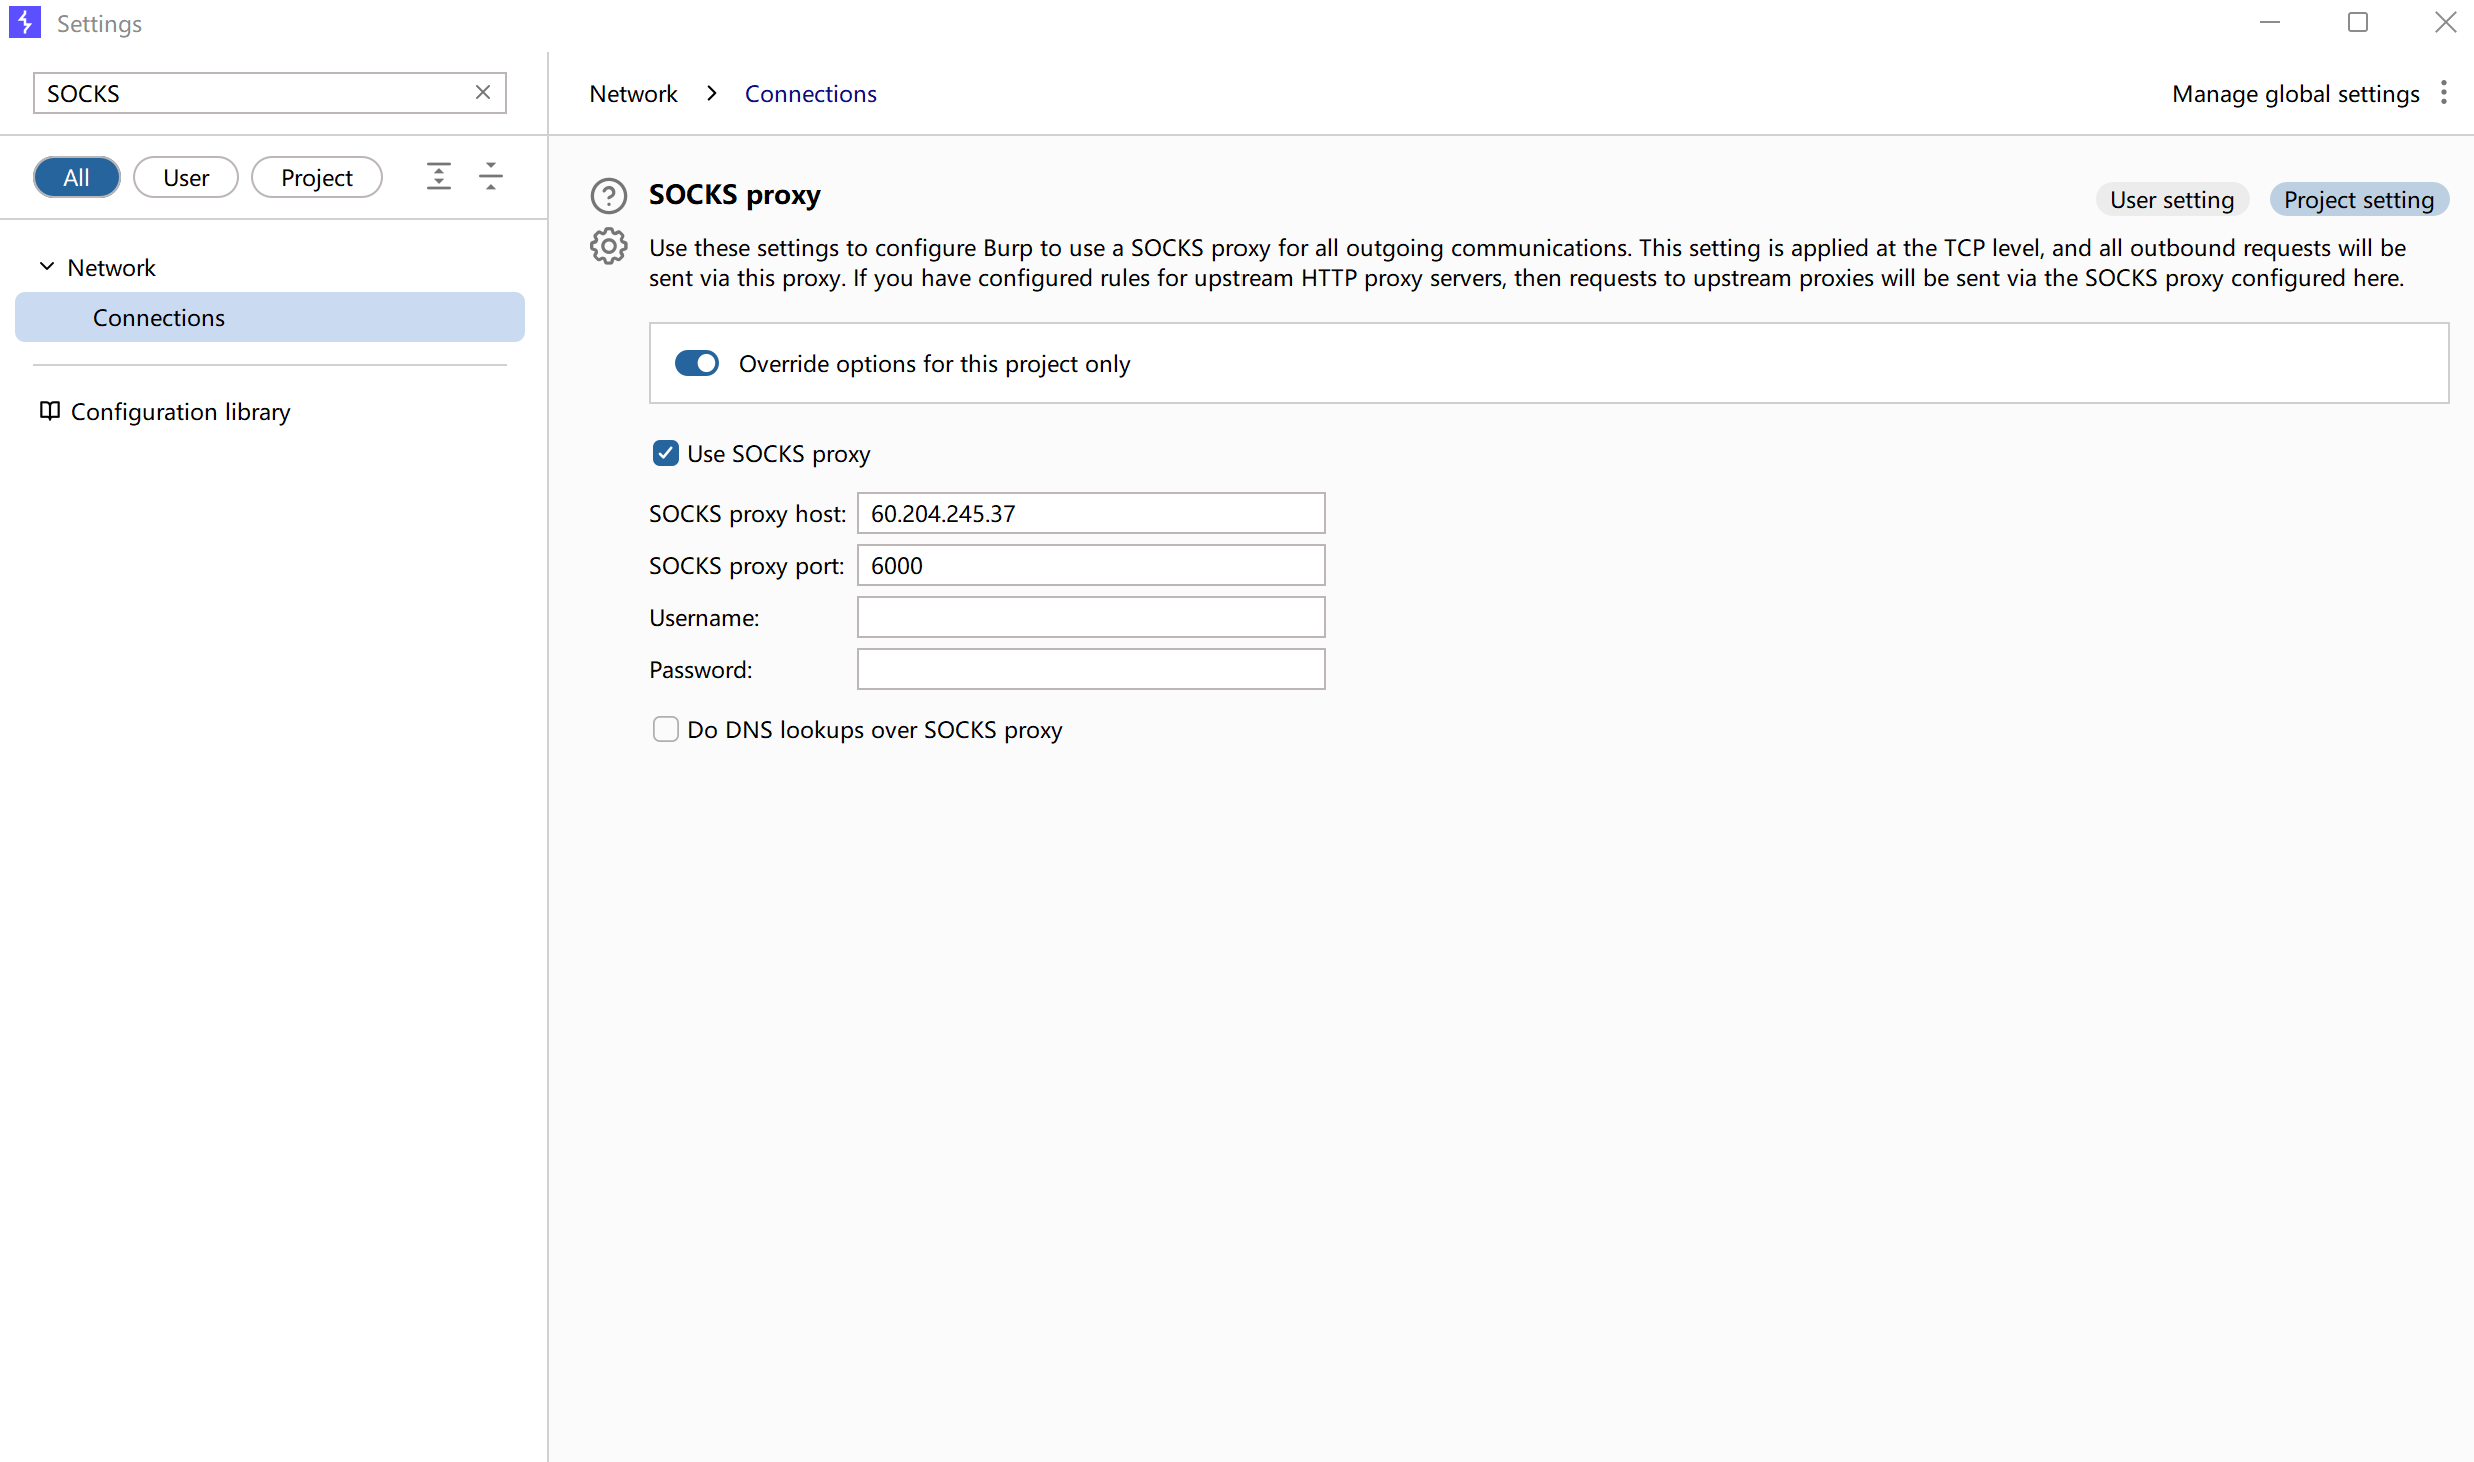 Settings
SOCKS
Network > Connections
Manage global settings
All
User
Project
Network
Connections
Configuration library
SOCKS proxy
User setting
Project setting
Use these settings to configure Burp to use a SOCKS proxy for all outgoing communications. This setting is applied at the TCP level, and all outbound requests will be
sent via this proxy. If you have configured rules for upstream HTTP proxy servers, then requests to upstream proxies will be sent via the SOCKS proxy configured here.
Override options for this project only
Use SOCKS proxy
SOCKS proxy host: 60.204.245.37
SOCKS proxy port: 6000
Username:
Password:
Do DNS lookups over SOCKS proxy